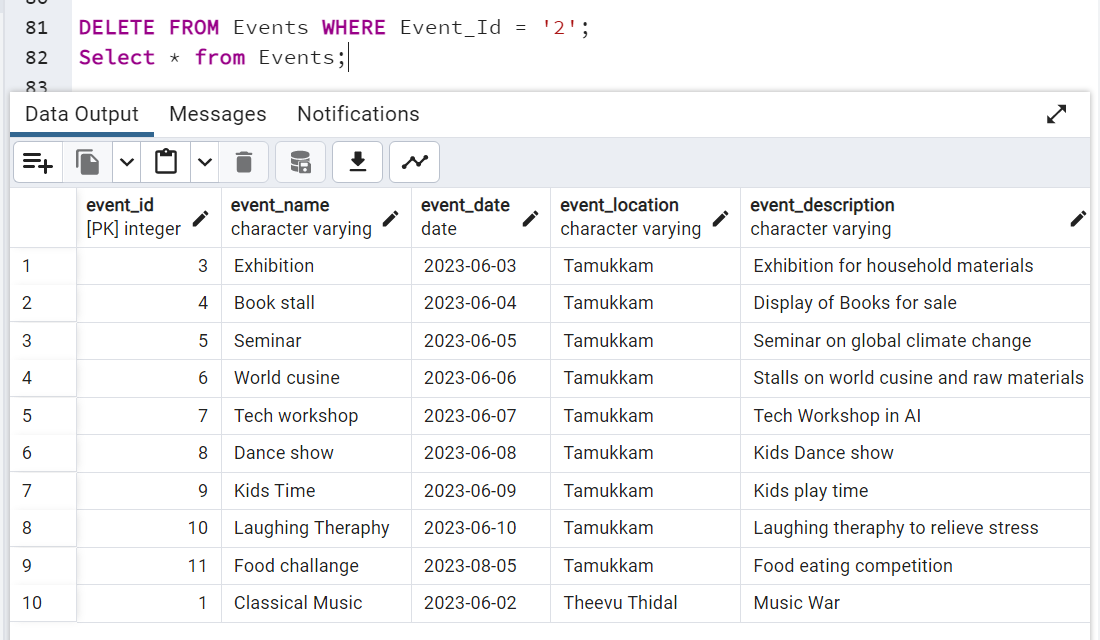 81 DELETE FROM Events WHERE Event_Id = '2';
82 Select * from Events;
83
Data Output Messages Notifications
event_id event_name event_date event_location event_description
[PK] integer character varying date character varying character varying
1 3 Exhibition 2023-06-03 Tamukkam Exhibition for household materials
2 4 Book stall 2023-06-04 Tamukkam Display of Books for sale
3 5 Seminar 2023-06-05 Tamukkam Seminar on global climate change
4 6 World cusine 2023-06-06 Tamukkam Stalls on world cusine and raw materials
5 7 Tech workshop 2023-06-07 Tamukkam Tech Workshop in AI
6 8 Dance show 2023-06-08 Tamukkam Kids Dance show
7 9 Kids Time 2023-06-09 Tamukkam Kids play time
8 10 Laughing Theraphy 2023-06-10 Tamukkam Laughing theraphy to relieve stress
9 11 Food challange 2023-08-05 Tamukkam Food eating competition
10 1 Classical Music 2023-06-02 Theevu Thidal Music War